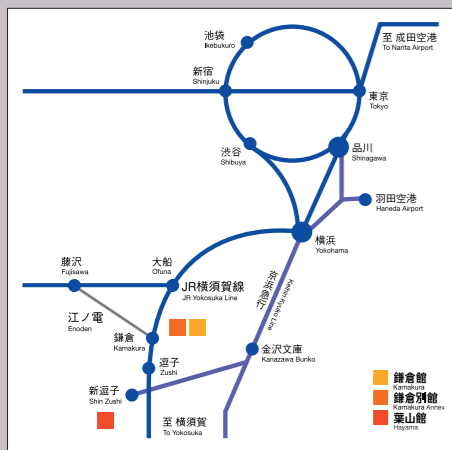 池袋
Ikebukuro
至 成田空港
To Narita Airport
新宿
Shinjuku
東京
Tokyo
渋谷
Shibuya
品川
Shinagawa
羽田空港
Haneda Airport
横浜
Yokohama
藤沢
Fujisawa
大船
Ofuna
JR横須賀線
JR Yokosuka Line
京浜急行
Keihin Kyuko Line
江ノ電
Enoden
鎌倉
Kamakura
金沢文庫
Kanazawa Bunko
逗子
Zushi
新逗子
Shin Zushi
至 横須賀
To Yokosuka
鎌倉館
Kamakura
鎌倉別館
Kamakura Annex
葉山館
Hayama